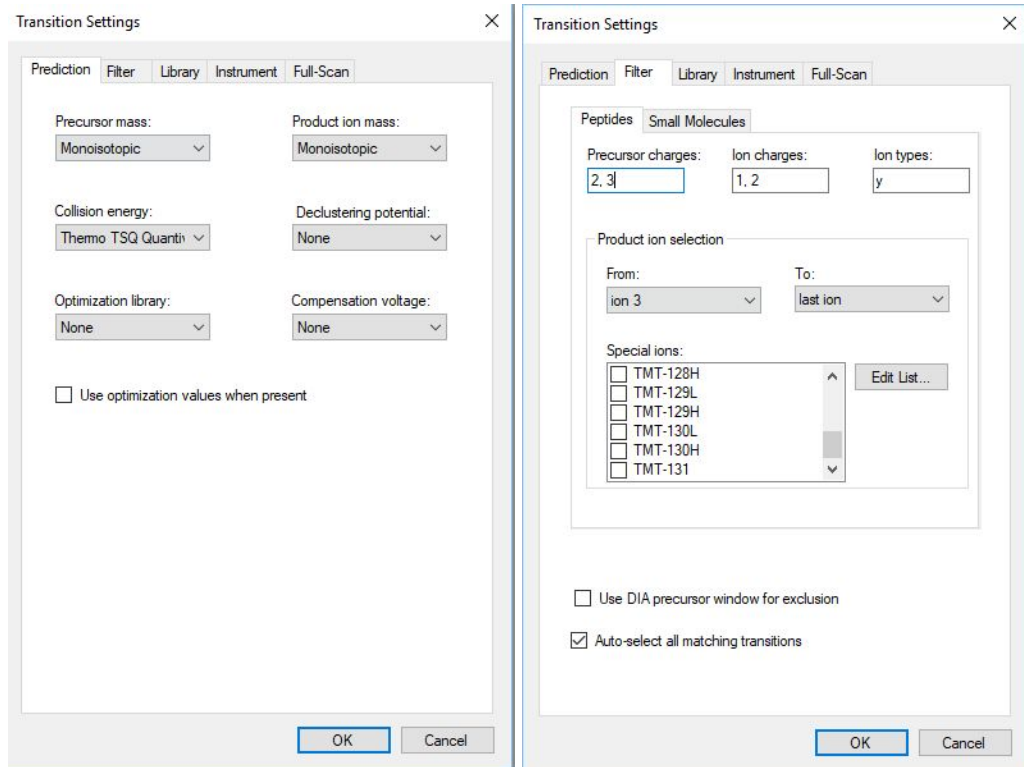 Transition Settings
Prediction Filter Library Instrument Full-Scan
Precursor mass: Product ion mass:
Monoisotopic Monoisotopic
Collision energy: Declustering potential:
Thermo TSQ Quantiv None
Optimization library: Compensation voltage:
None None
Use optimization values when present
OK Cancel
Transition Settings
Prediction Filter Library Instrument Full-Scan
Peptides Small Molecules
Precursor charges: Ion charges: Ion types:
2, 3 1, 2 y
Product ion selection
From: To:
ion 3 last ion
Special ions:
TMT-128H
TMT-129L
TMT-129H
TMT-130L
TMT-130H
TMT-131
Edit List...
Use DIA precursor window for exclusion
Auto-select all matching transitions
OK Cancel